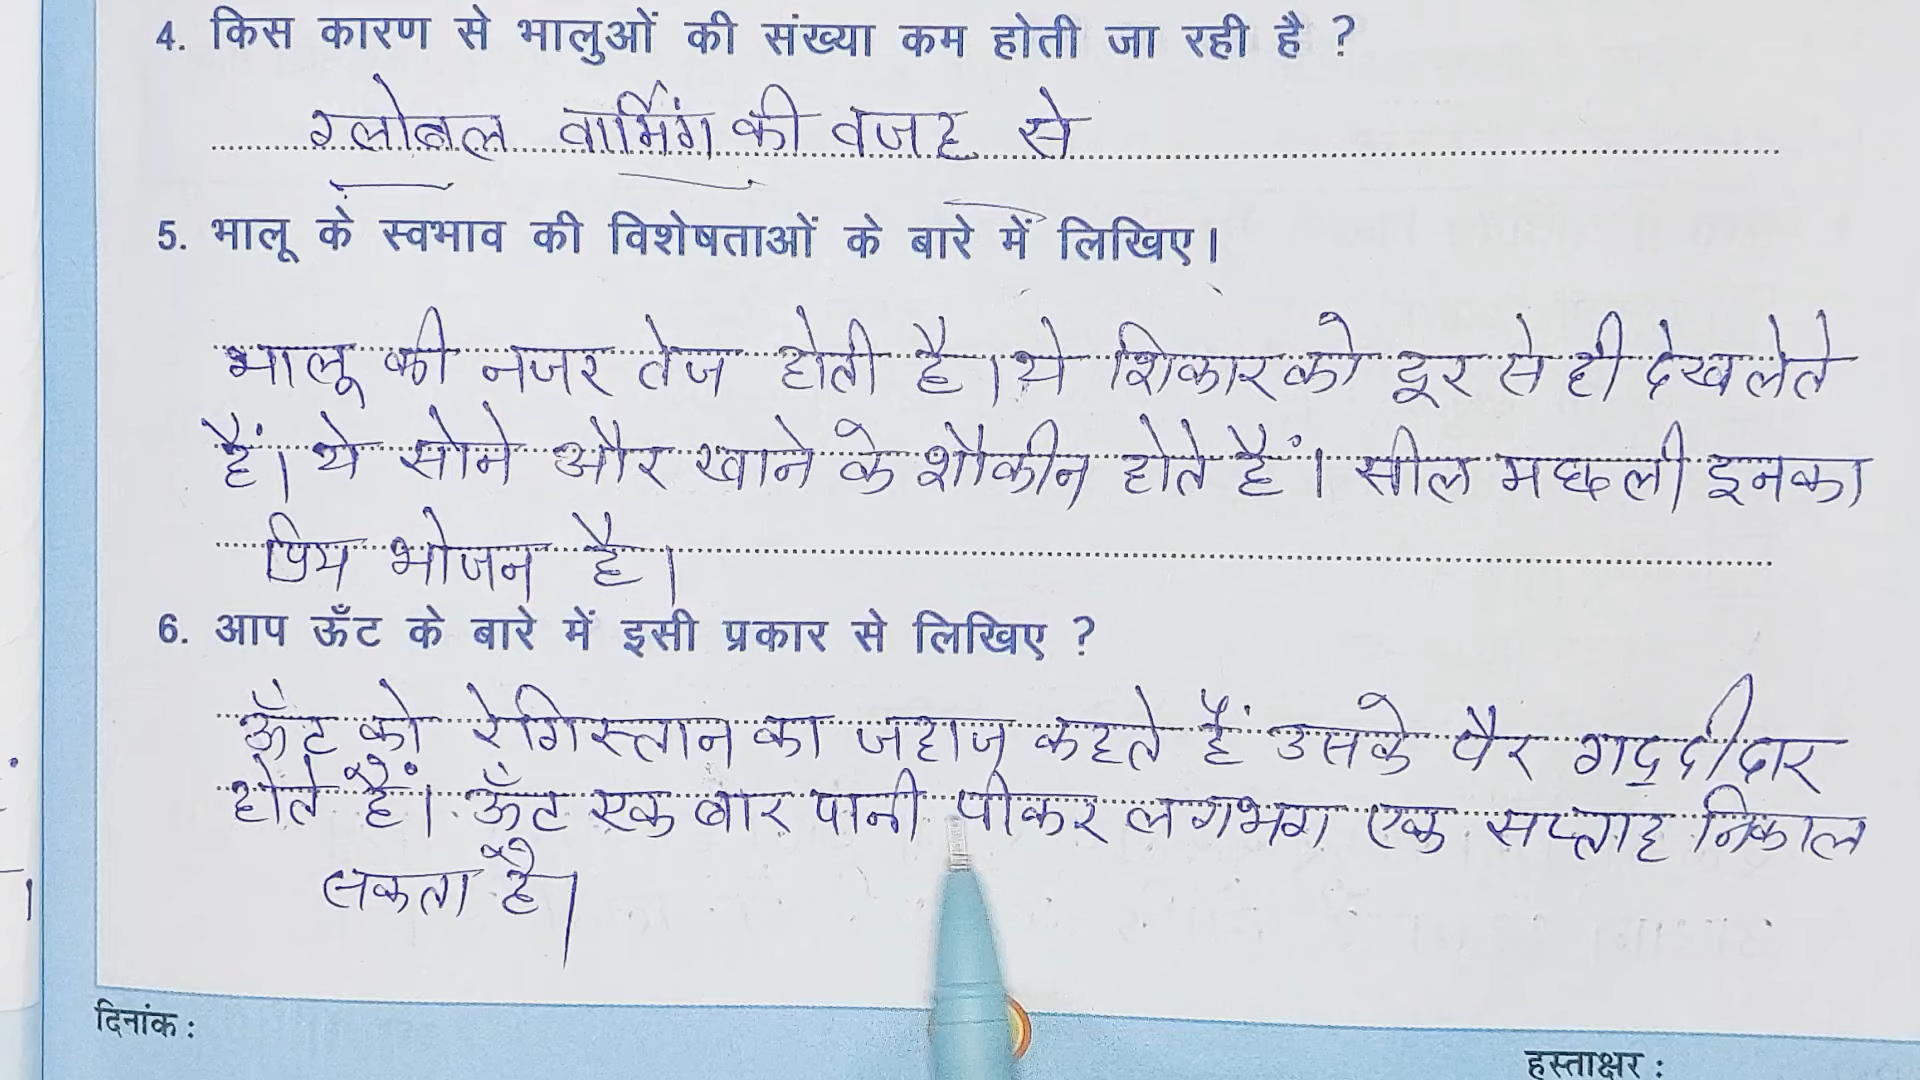 4. किस कारण से भालुओं की संख्या कम होती जा रही है ?
ग्लोबल वार्मिंग की वजह से
5. भालू के स्वभाव की विशेषताओं के बारे में लिखिए।
भालू की नजर तेज होती है। ये शिकार को दूर से ही देख लेते
हैं। ये सोने और खाने के शौकीन होते हैं। सील मछली इनका
प्रिय भोजन है।
6. आप ऊँट के बारे में इसी प्रकार से लिखिए ?
ऊँट को रेगिस्तान का जहाज कहते हैं उसके पैर गद्दीदार
होते हैं। ऊँट एक बार पानी पीकर लगभग एक सप्ताह निकाल
सकता है।
दिनांक :
हस्ताक्षर :